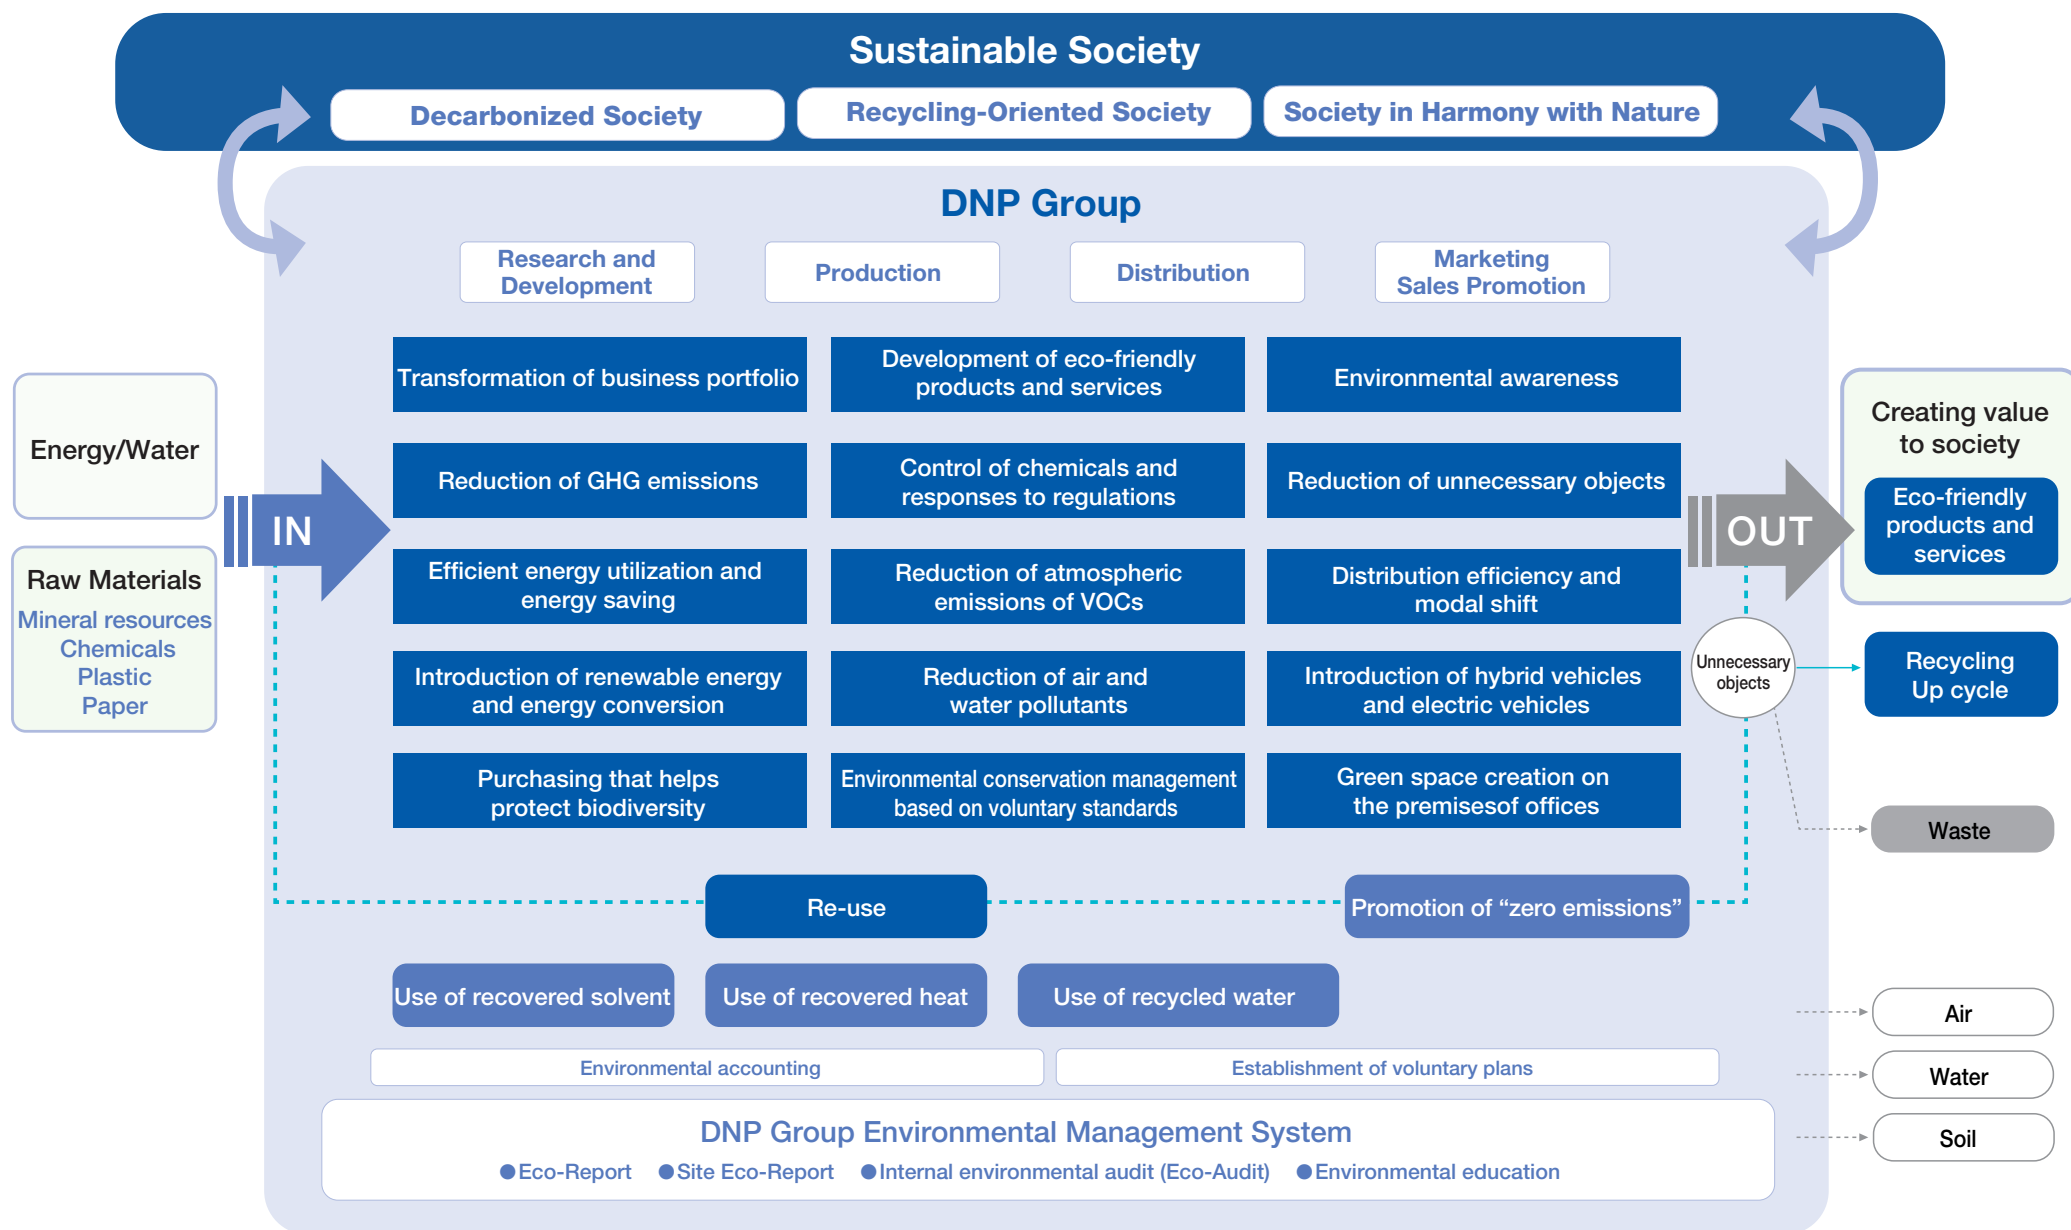 Sustainable Society
Decarbonized Society
Recycling-Oriented Society
Society in Harmony with Nature
DNP Group
Research and
Development
Production
Distribution
Marketing
Sales Promotion
Energy/Water
Raw Materials
Mineral resources
Chemicals
Plastic
Paper
IN
Transformation of business portfolio
Development of eco-friendly
products and services
Environmental awareness
Reduction of GHG emissions
Control of chemicals and
responses to regulations
Reduction of unnecessary objects
Efficient energy utilization and
energy saving
Reduction of atmospheric
emissions of VOCs
Distribution efficiency and
modal shift
Introduction of renewable energy
and energy conversion
Reduction of air and
water pollutants
Introduction of hybrid vehicles
and electric vehicles
Purchasing that helps
protect biodiversity
Environmental conservation management
based on voluntary standards
Green space creation on
the premisesof offices
OUT
Creating value
to society
Eco-friendly
products and
services
Unnecessary
objects
Recycling
Up cycle
Waste
Re-use
Promotion of “zero emissions”
Use of recovered solvent
Use of recovered heat
Use of recycled water
Air
Water
Soil
Environmental accounting
Establishment of voluntary plans
DNP Group Environmental Management System
●Eco-Report ●Site Eco-Report ●Internal environmental audit (Eco-Audit) ●Environmental education